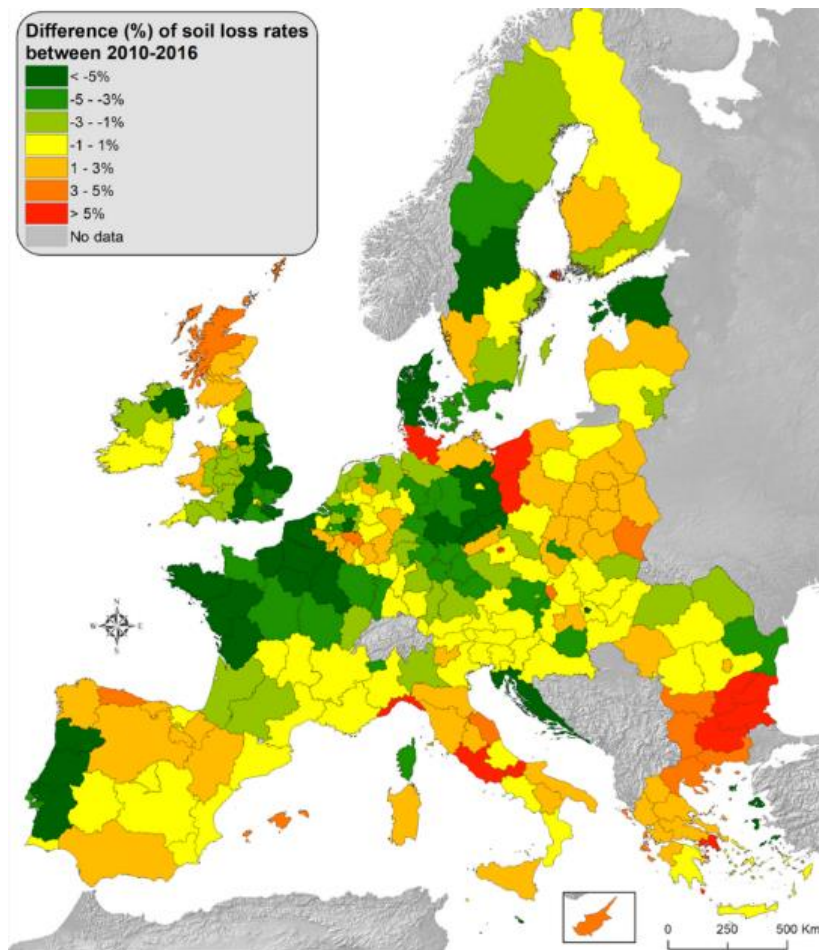 Difference (%) of soil loss rates
between 2010-2016
< -5%
-5 - -3%
-3 - -1%
-1 - 1%
1 - 3%
3 - 5%
> 5%
No data
N
N
W
E
S
S
0 250 500 Km